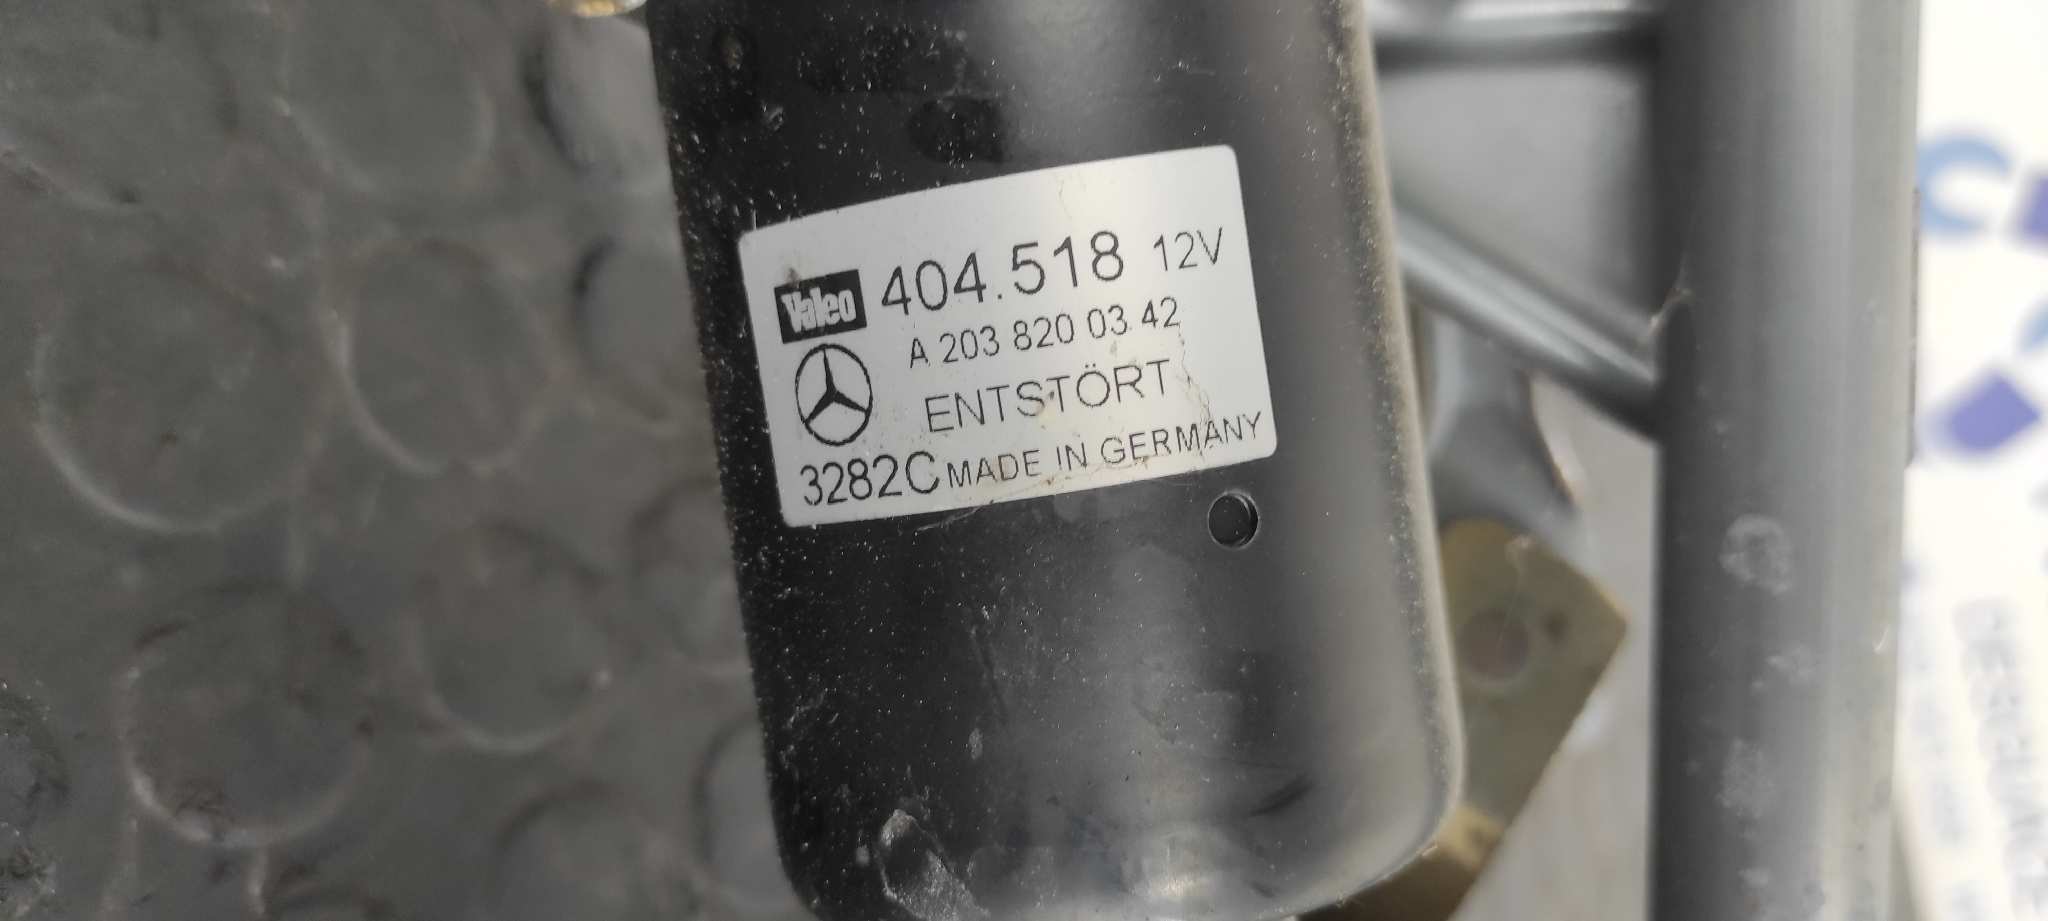 Valeo 404.518 12V
A 203 820 03 42
ENTSTÖRT
3282C MADE IN GERMANY